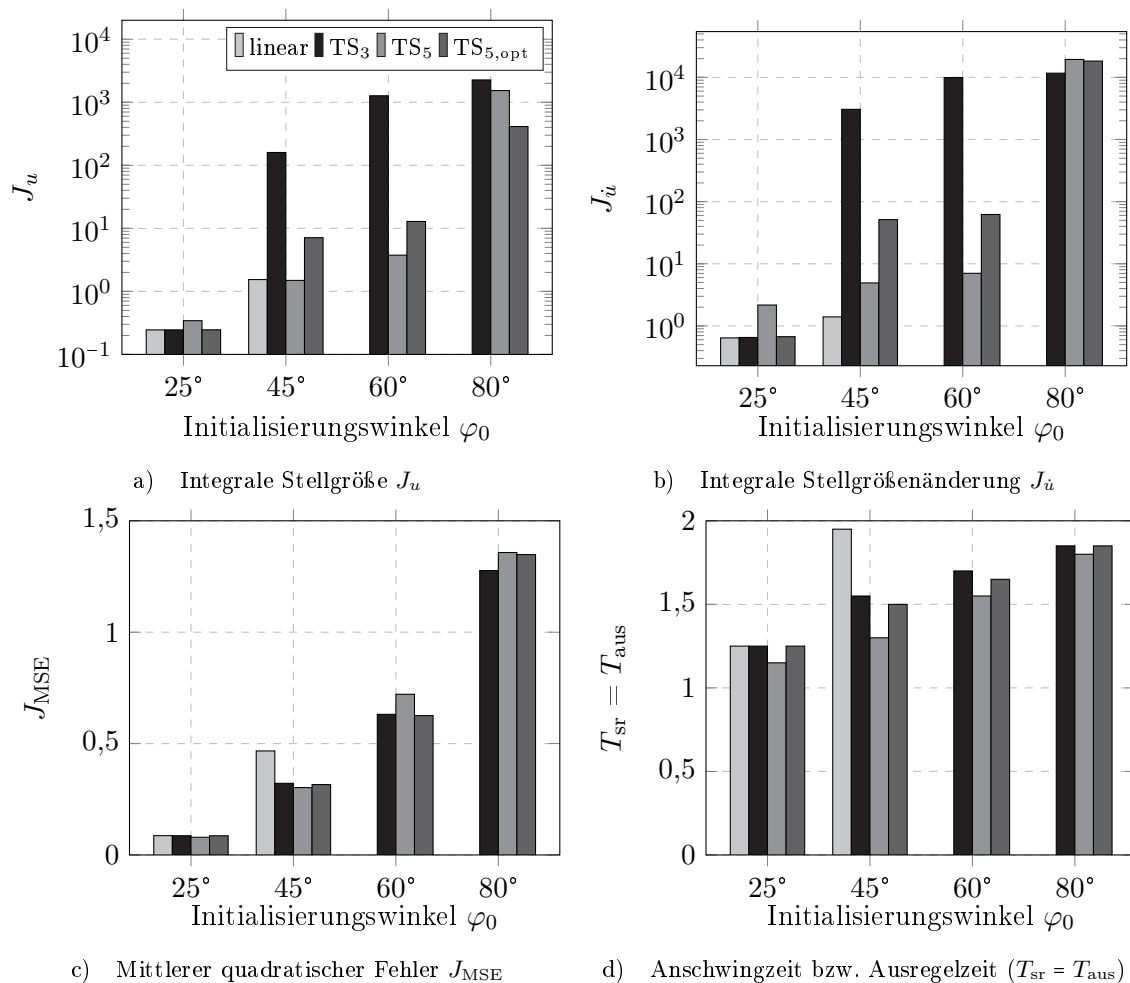 10^4
10^3
10^2
10^1
10^0
10^−1
J_u
linear TS_3 TS_5 TS_5,opt
25° 45° 60° 80°
Initialisierungswinkel φ_0
a) Integrale Stellgröße J_u
10^4
10^3
10^2
10^1
10^0
J_u̇
25° 45° 60° 80°
Initialisierungswinkel φ_0
b) Integrale Stellgrößenänderung J_u̇
1,5
1
0,5
0
J_MSE
25° 45° 60° 80°
Initialisierungswinkel φ_0
c) Mittlerer quadratischer Fehler J_MSE
2
1,5
1
0,5
0
T_sr = T_aus
25° 45° 60° 80°
Initialisierungswinkel φ_0
d) Anschwingzeit bzw. Ausregelzeit (T_sr = T_aus)